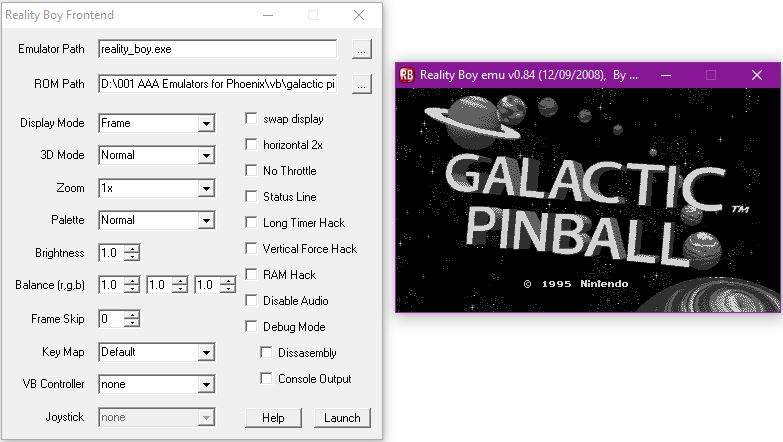 Reality Boy Frontend
Emulator Path reality_boy.exe ...
ROM Path D:\001 AAA Emulators for Phoenix\vb\galactic pi ...
Display Mode Frame
3D Mode Normal
Zoom 1x
Palette Normal
Brightness 1.0
Balance (r,g,b) 1.0 1.0 1.0
Frame Skip 0
Key Map Default
VB Controller none
Joystick none
swap display
horizontal 2x
No Throttle
Status Line
Long Timer Hack
Vertical Force Hack
RAM Hack
Disable Audio
Debug Mode
Dissasembly
Console Output
Help Launch
RB Reality Boy emu v0.84 (12/09/2008), By ...
GALACTIC
PINBALL™
© 1995 Nintendo